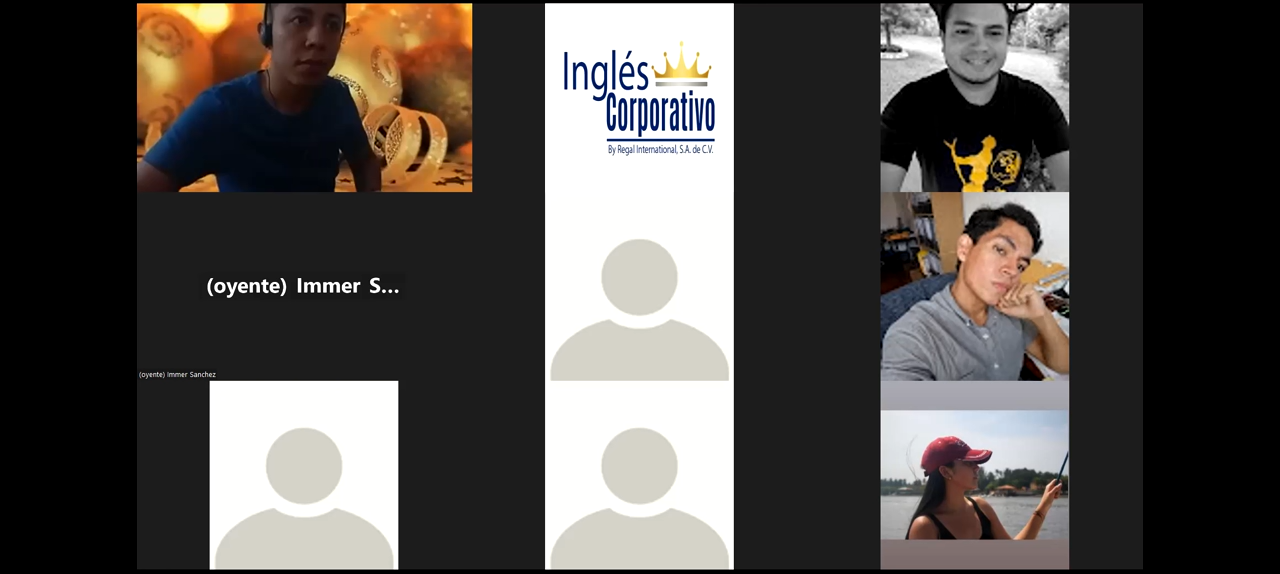 Inglés
Corporativo
By Regal International, S.A. de C.V.
(oyente) Immer S...
(oyente) Immer Sanchez